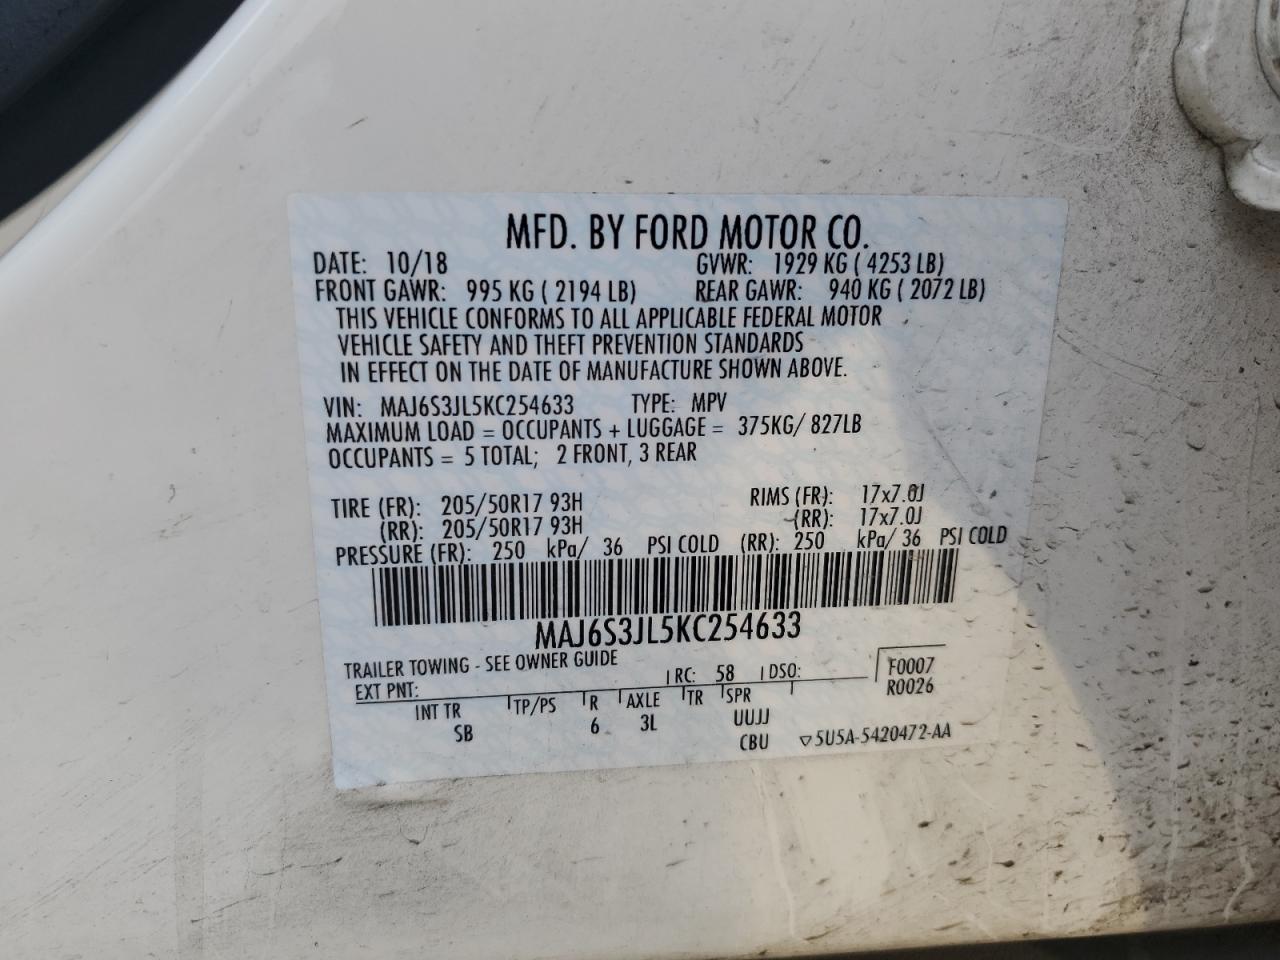 MFD. BY FORD MOTOR CO.
DATE: 10/18 GVWR: 1929 KG ( 4253 LB)
FRONT GAWR: 995 KG ( 2194 LB) REAR GAWR: 940 KG ( 2072 LB)
THIS VEHICLE CONFORMS TO ALL APPLICABLE FEDERAL MOTOR
VEHICLE SAFETY AND THEFT PREVENTION STANDARDS
IN EFFECT ON THE DATE OF MANUFACTURE SHOWN ABOVE.
VIN: MAJ6S3JL5KC254633 TYPE: MPV
MAXIMUM LOAD = OCCUPANTS + LUGGAGE = 375KG/ 827LB
OCCUPANTS = 5 TOTAL; 2 FRONT, 3 REAR
TIRE (FR): 205/50R17 93H RIMS (FR): 17x7.0J
(RR): 205/50R17 93H (RR): 17x7.0J
PRESSURE (FR): 250 kPa/ 36 PSI COLD (RR): 250 kPa/ 36 PSI COLD
MAJ6S3JL5KC254633
TRAILER TOWING - SEE OWNER GUIDE
EXT PNT: RC: 58 DSO: F0007
R0026
INT TR TP/PS R AXLE TR SPR
SB 6 3L UUJJ
CBU ▽5U5A-5420472-AA